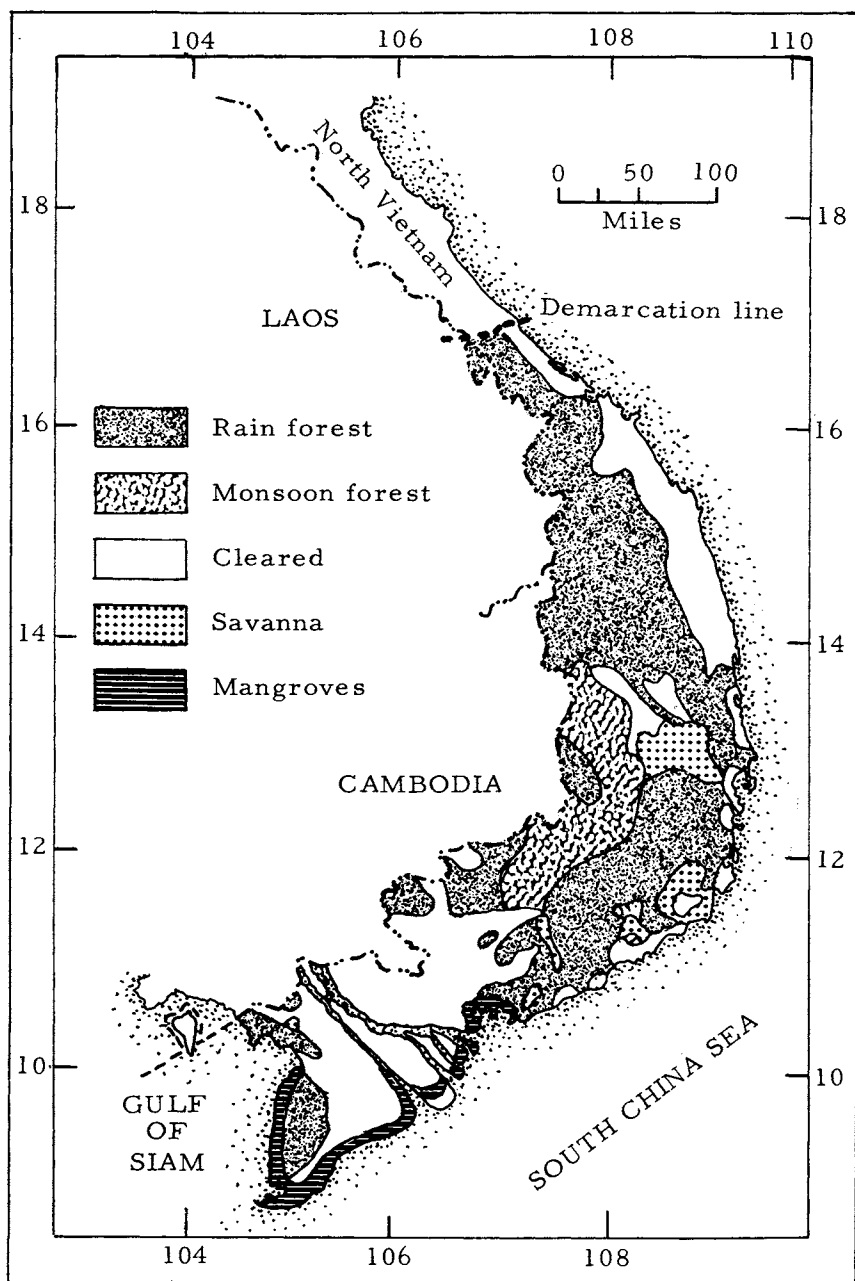 104 106 108 110
North Vietnam
0 50 100
Miles
18 18
Demarcation line
LAOS
16 16
Rain forest
Monsoon forest
Cleared
Savanna
Mangroves
14 14
CAMBODIA
12 12
10 10
GULF
OF
SIAM
SOUTH CHINA SEA
104 106 108